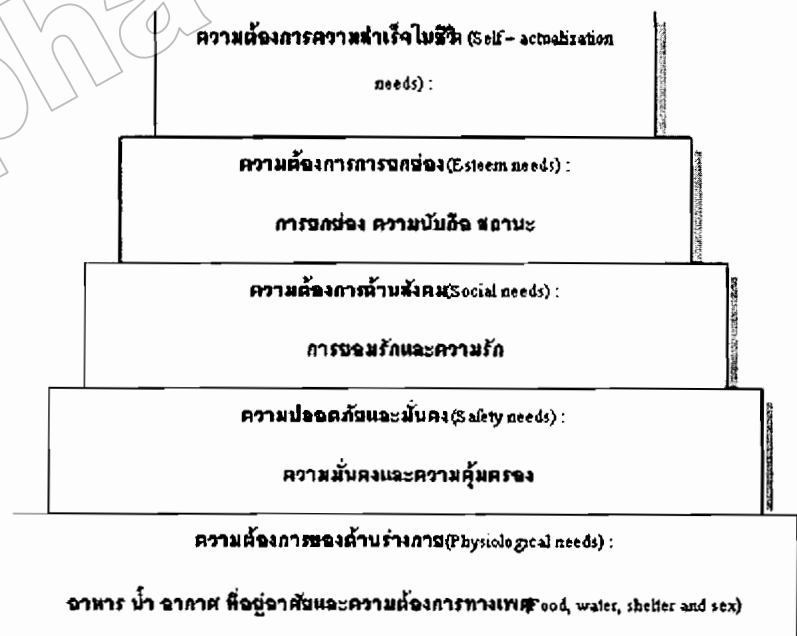 ความต้องการความสำเร็จในชีวิต (Self – actualization
needs) :
ความต้องการการยกย่อง(Esteem needs) :
การยกย่อง ความนับถือ สถานะ
ความต้องการด้านสังคม(Social needs) :
การยอมรักและความรัก
ความปลอดภัยและมั่นคง(Safety needs) :
ความมั่นคงและความคุ้มครอง
ความต้องการของด้านร่างกาย(Physiological needs) :
อาหาร น้ำ อากาศ ที่อยู่อาศัยและความต้องการทางเพศ(Food, water, shelter and sex)